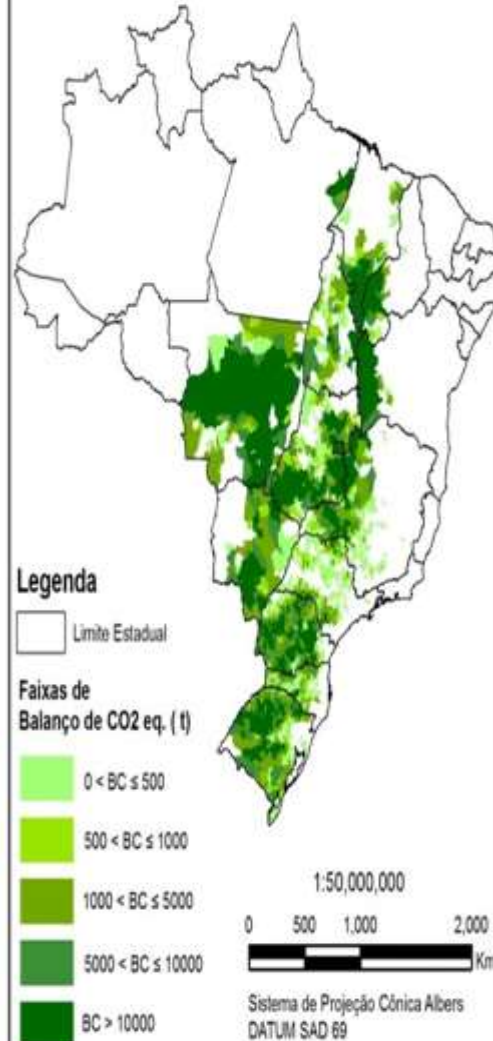 Legenda
Limite Estadual
Faixas de
Balanço de CO2 eq. ( t)
0 < BC ≤ 500
500 < BC ≤ 1000
1000 < BC ≤ 5000
5000 < BC ≤ 10000
BC > 10000
1:50,000,000
0 500 1,000 2,000
Km
Sistema de Projeção Cônica Albers
DATUM SAD 69